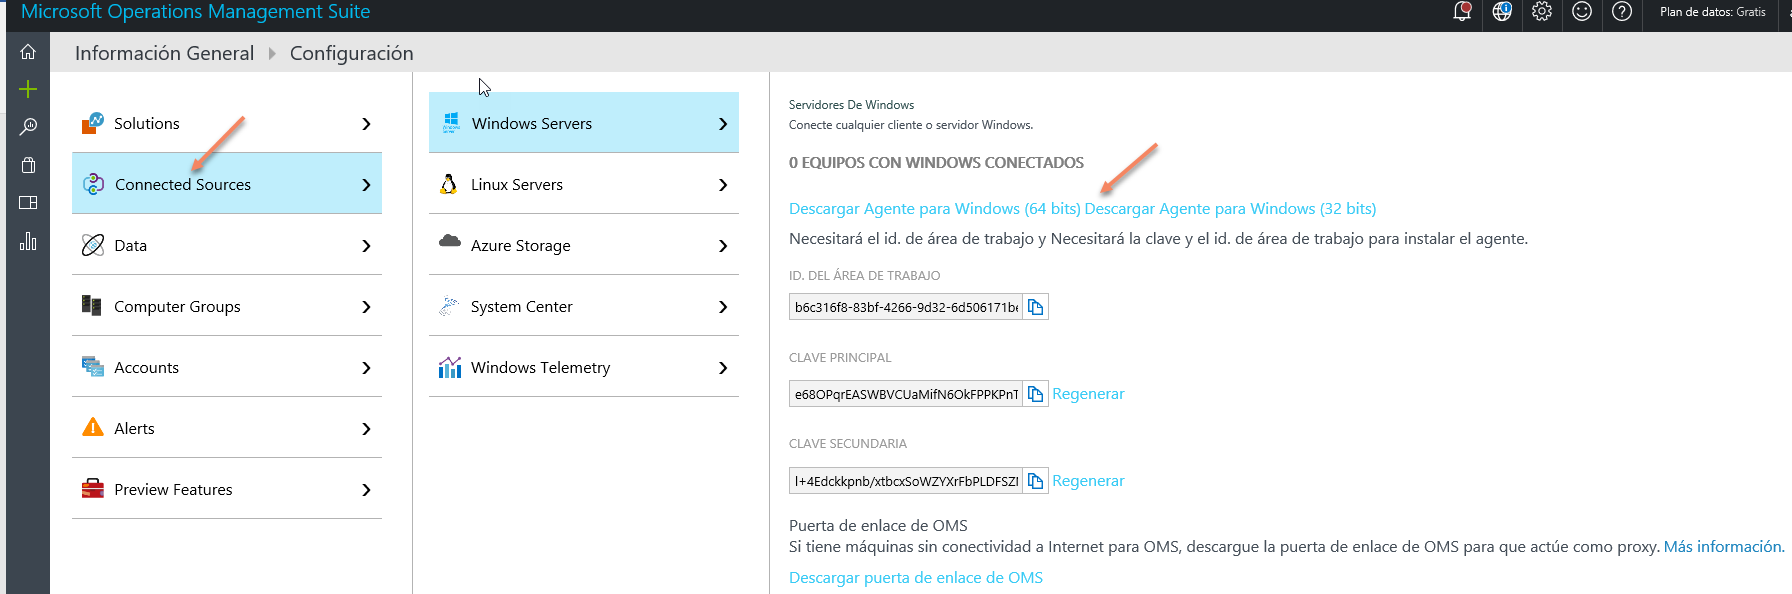 Microsoft Operations Management Suite
Plan de datos: Gratis
Información General
Configuración
Solutions
Connected Sources
Data
Computer Groups
Accounts
Alerts
Preview Features
Windows Servers
Linux Servers
Azure Storage
System Center
Windows Telemetry
Servidores De Windows
Conecte cualquier cliente o servidor Windows.
0 EQUIPOS CON WINDOWS CONECTADOS
Descargar Agente para Windows (64 bits) Descargar Agente para Windows (32 bits)
Necesitará el id. de área de trabajo y Necesitará la clave y el id. de área de trabajo para instalar el agente.
ID. DEL ÁREA DE TRABAJO
b6c316f8-83bf-4266-9d32-6d506171be
CLAVE PRINCIPAL
e68OPqrEASWBVCUaMifN6OkFPPKPnT
Regenerar
CLAVE SECUNDARIA
l+4Edckkpnb/xtbcxSoWZYXrFbPLDFSZI
Regenerar
Puerta de enlace de OMS
Si tiene máquinas sin conectividad a Internet para OMS, descargue la puerta de enlace de OMS para que actúe como proxy. Más información.
Descargar puerta de enlace de OMS